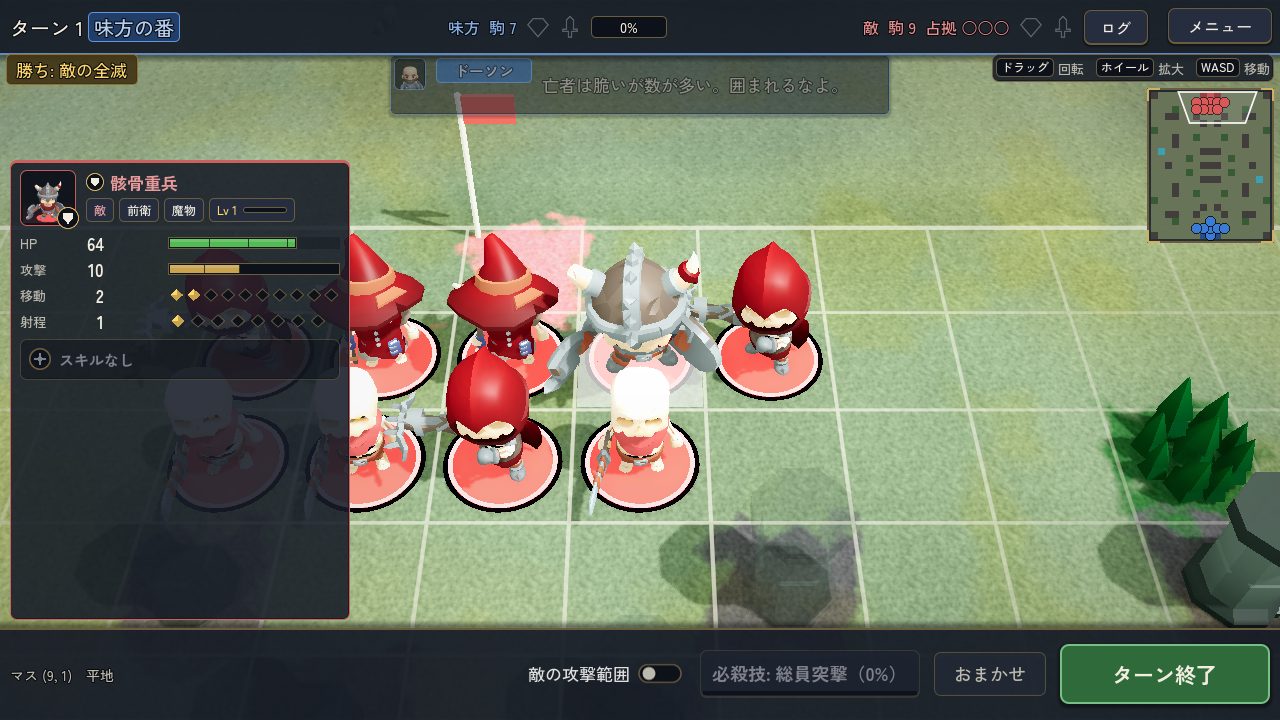 ターン 1 味方の番
味方 駒 7 0%
敵 駒 9 占拠 〇〇〇
ログ
メニュー
勝ち: 敵の全滅
ドーソン
亡者は脆いが数が多い。囲まれるなよ。
ドラッグ 回転 ホイール 拡大 WASD 移動
骸骨重兵
敵 前衛 魔物 Lv 1
HP 64
攻撃 10
移動 2
射程 1
スキルなし
マス (9, 1) 平地
敵の攻撃範囲
必殺技: 総員突撃 (0%)
おまかせ
ターン終了